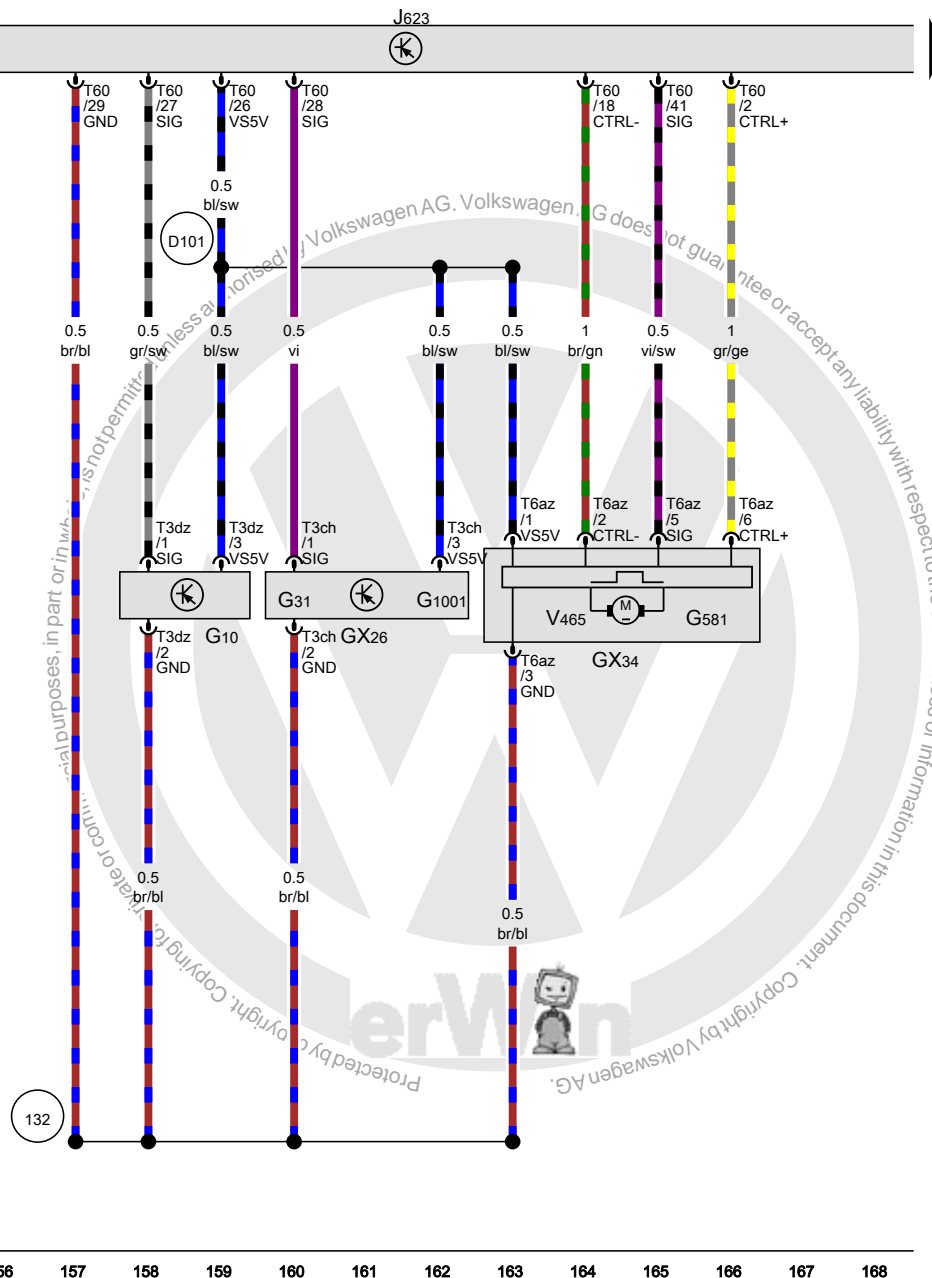 J623
T60
/29
GND
T60
/27
SIG
T60
/26
VS5V
T60
/28
SIG
T60
/18
CTRL-
T60
/41
SIG
T60
/2
CTRL+
0.5
bl/sw
D101
0.5
br/bl
0.5
gr/sw
0.5
bl/sw
0.5
vi
0.5
bl/sw
0.5
bl/sw
1
br/gn
0.5
vi/sw
1
gr/ge
T3dz
/1
SIG
T3dz
/3
VS5V
T3ch
/1
SIG
T3ch
/3
VS5V
T6az
/1
VS5V
T6az
/2
CTRL-
T6az
/5
SIG
T6az
/6
CTRL+
G31
G1001
V465
M
G581
G10
GX26
GX34
T3dz
/2
GND
T3ch
/2
GND
T6az
/3
GND
0.5
br/bl
0.5
br/bl
0.5
br/bl
132
erWin
Protected by copyright. Copying for private or commercial purposes, in part or in whole, is not permitted unless authorised by Volkswagen AG. Volkswagen AG does not guarantee or accept any liability with respect to the
information in this document. Copyright by Volkswagen AG.
157 158 159 160 161 162 163 164 165 166 167 168